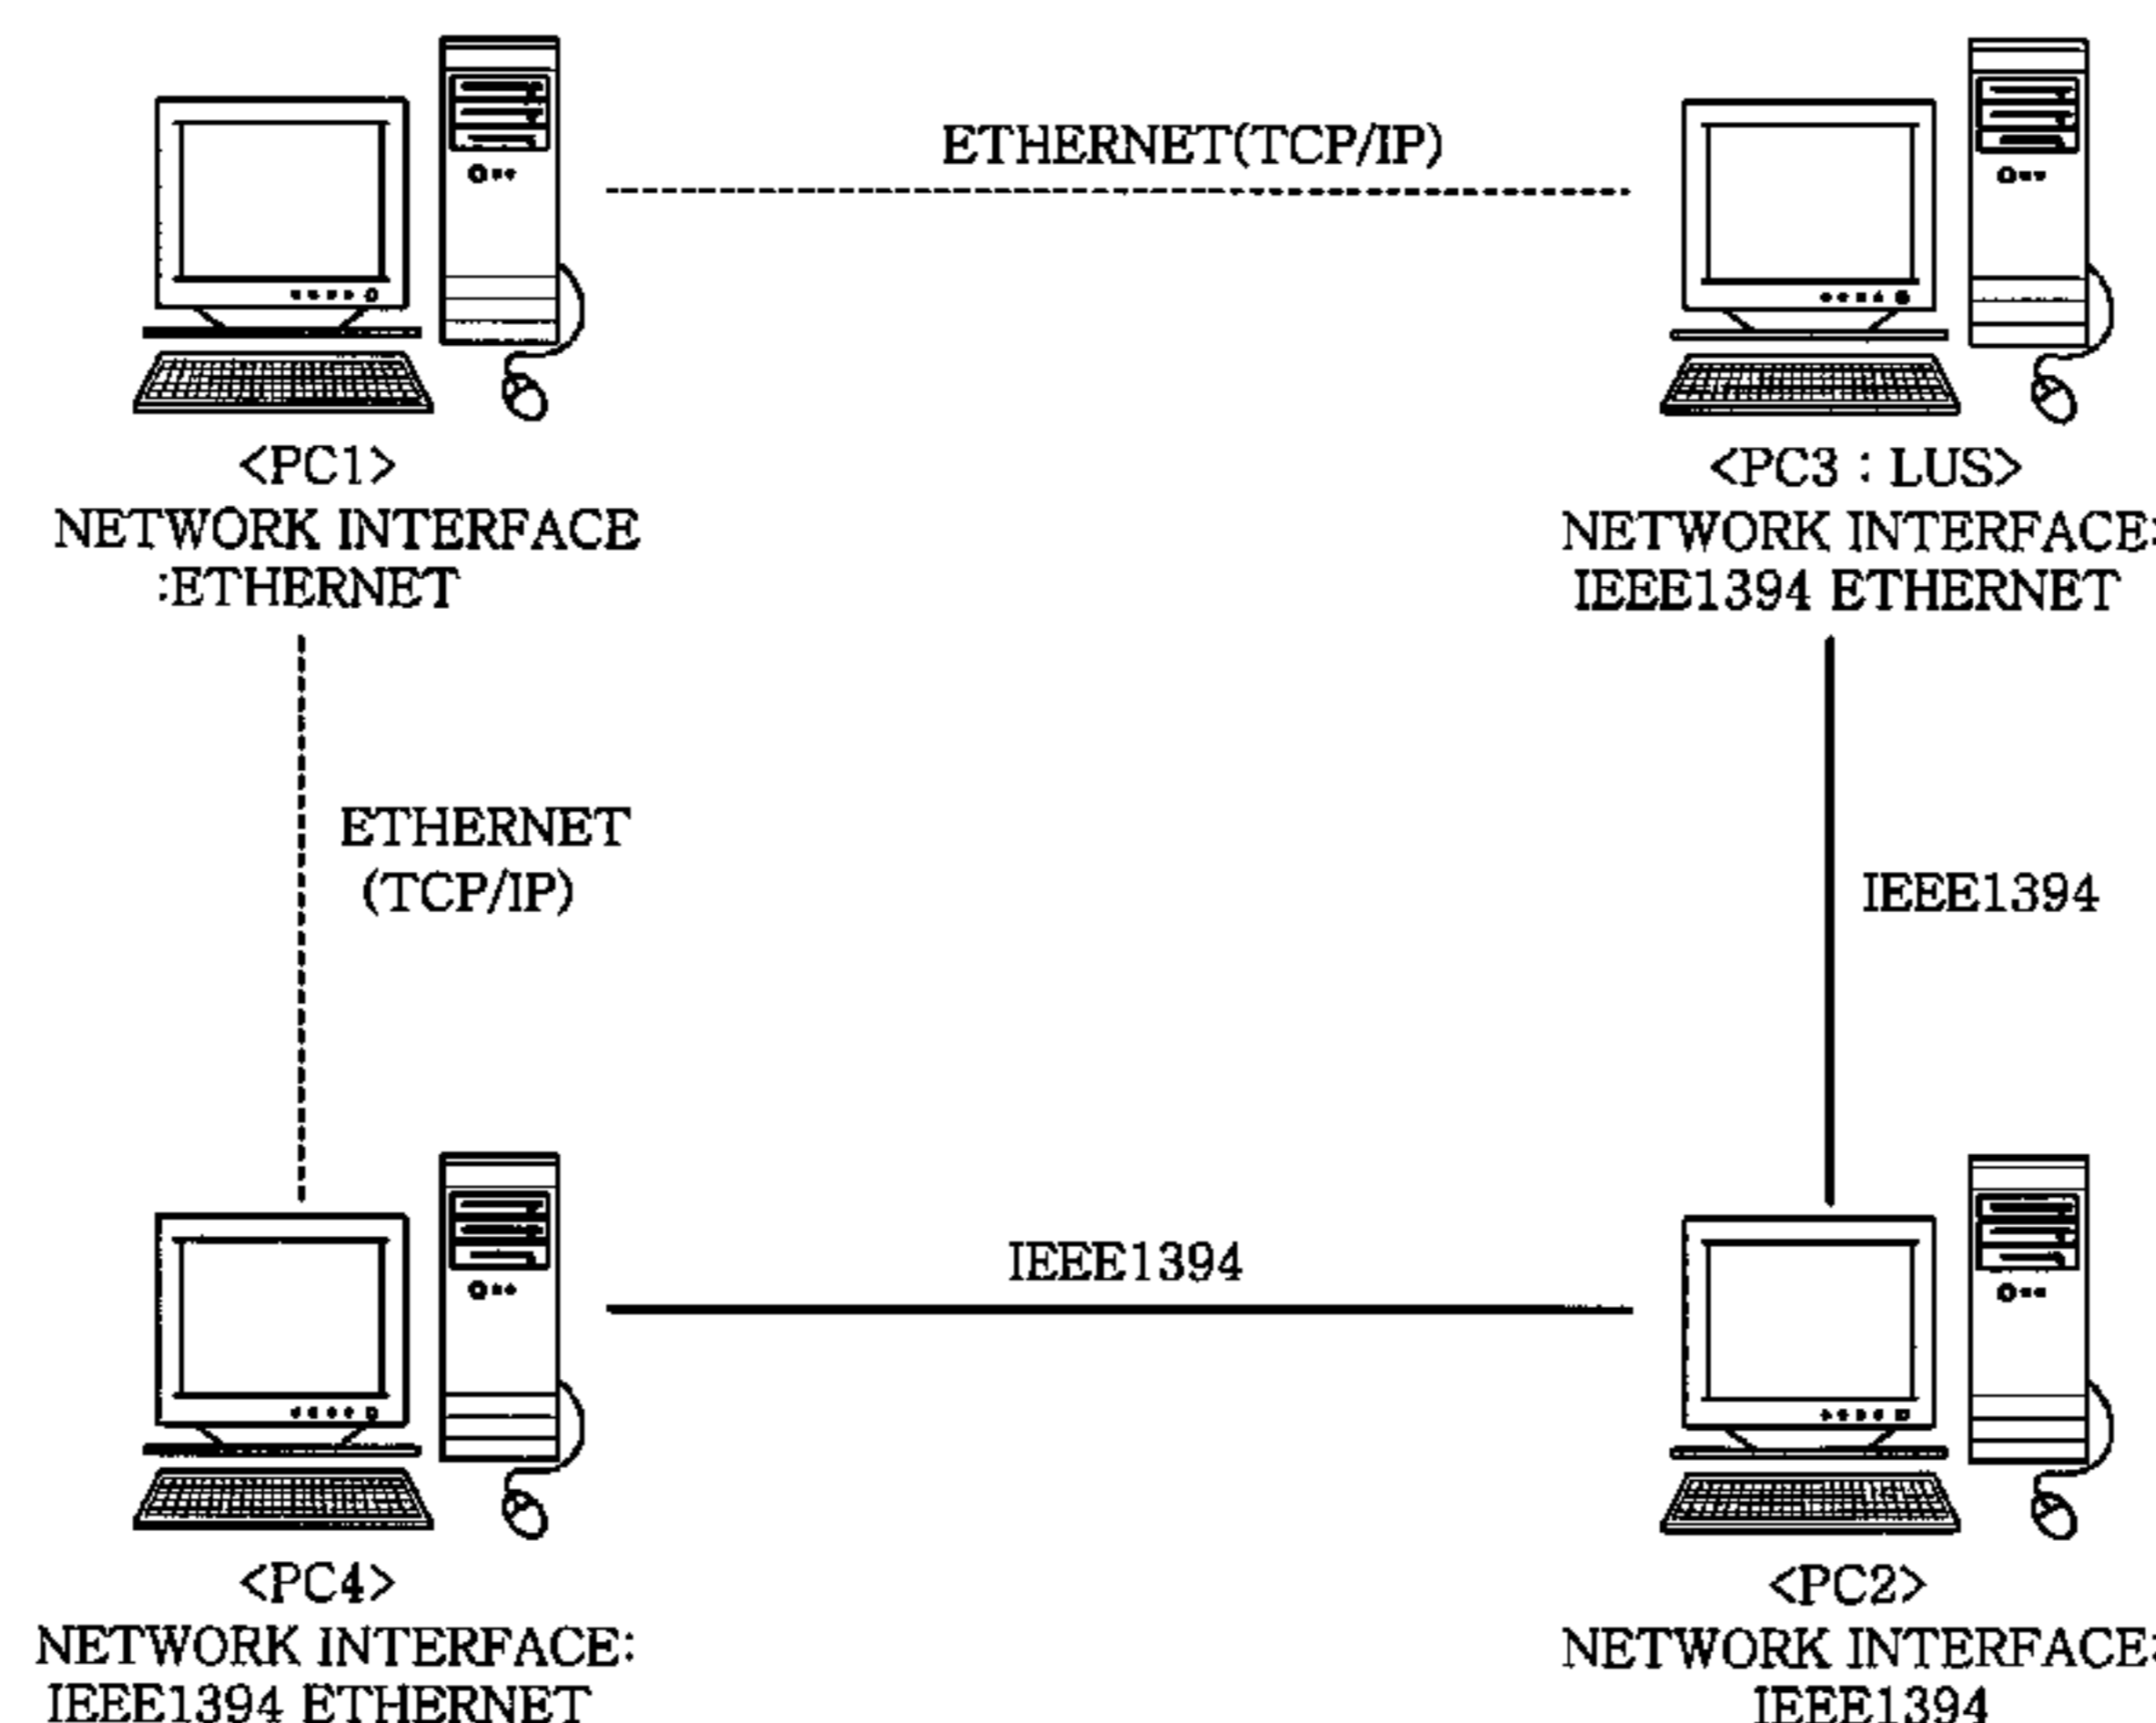 ETHERNET(TCP/IP)
<PC1>
NETWORK INTERFACE
:ETHERNET
<PC3 : LUS>
NETWORK INTERFACE:
IEEE1394 ETHERNET
ETHERNET
(TCP/IP)
IEEE1394
IEEE1394
<PC4>
NETWORK INTERFACE:
IEEE1394 ETHERNET
<PC2>
NETWORK INTERFACE:
IEEE1394